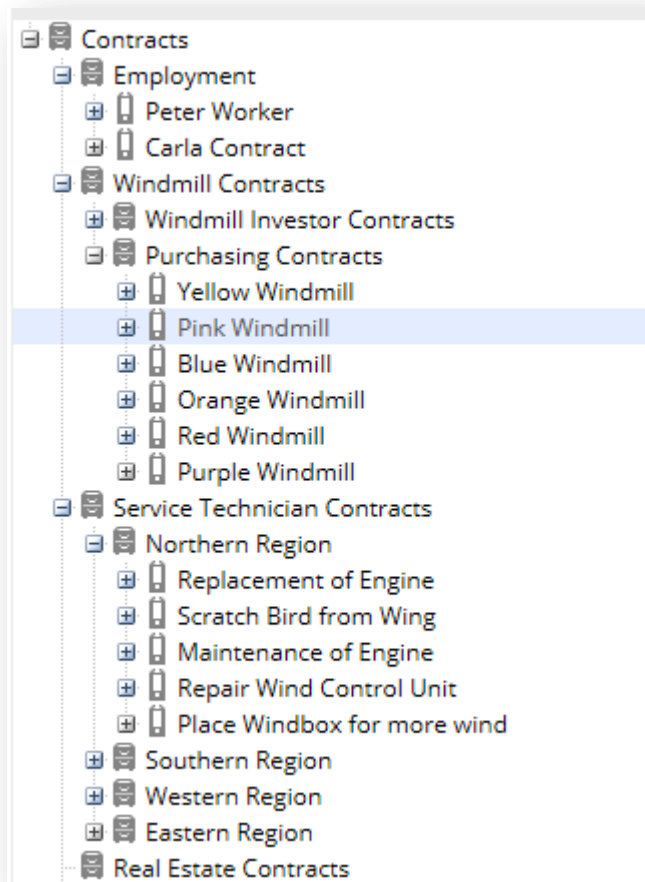 Contracts
Employment
Peter Worker
Carla Contract
Windmill Contracts
Windmill Investor Contracts
Purchasing Contracts
Yellow Windmill
Pink Windmill
Blue Windmill
Orange Windmill
Red Windmill
Purple Windmill
Service Technician Contracts
Northern Region
Replacement of Engine
Scratch Bird from Wing
Maintenance of Engine
Repair Wind Control Unit
Place Windbox for more wind
Southern Region
Western Region
Eastern Region
Real Estate Contracts